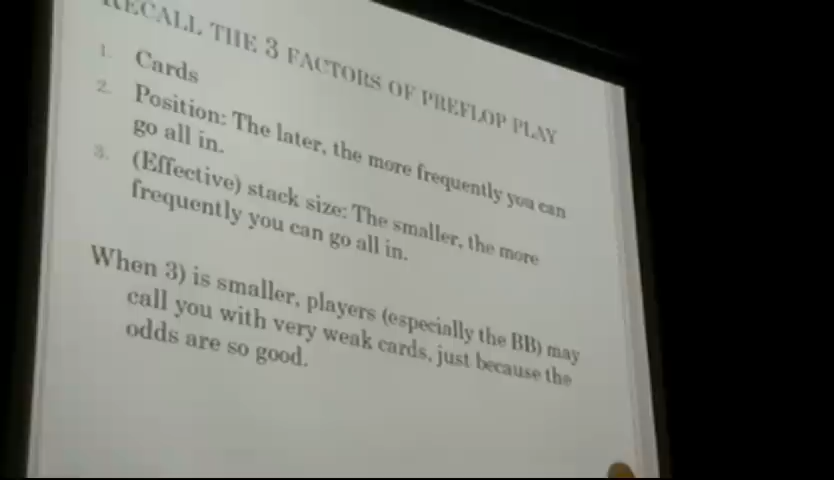 RECALL THE 3 FACTORS OF PREFLOP PLAY
1. Cards
2. Position: The later, the more frequently you can
go all in.
3. (Effective) stack size: The smaller, the more
frequently you can go all in.
When 3) is smaller, players (especially the BB) may
call you with very weak cards, just because the
odds are so good.